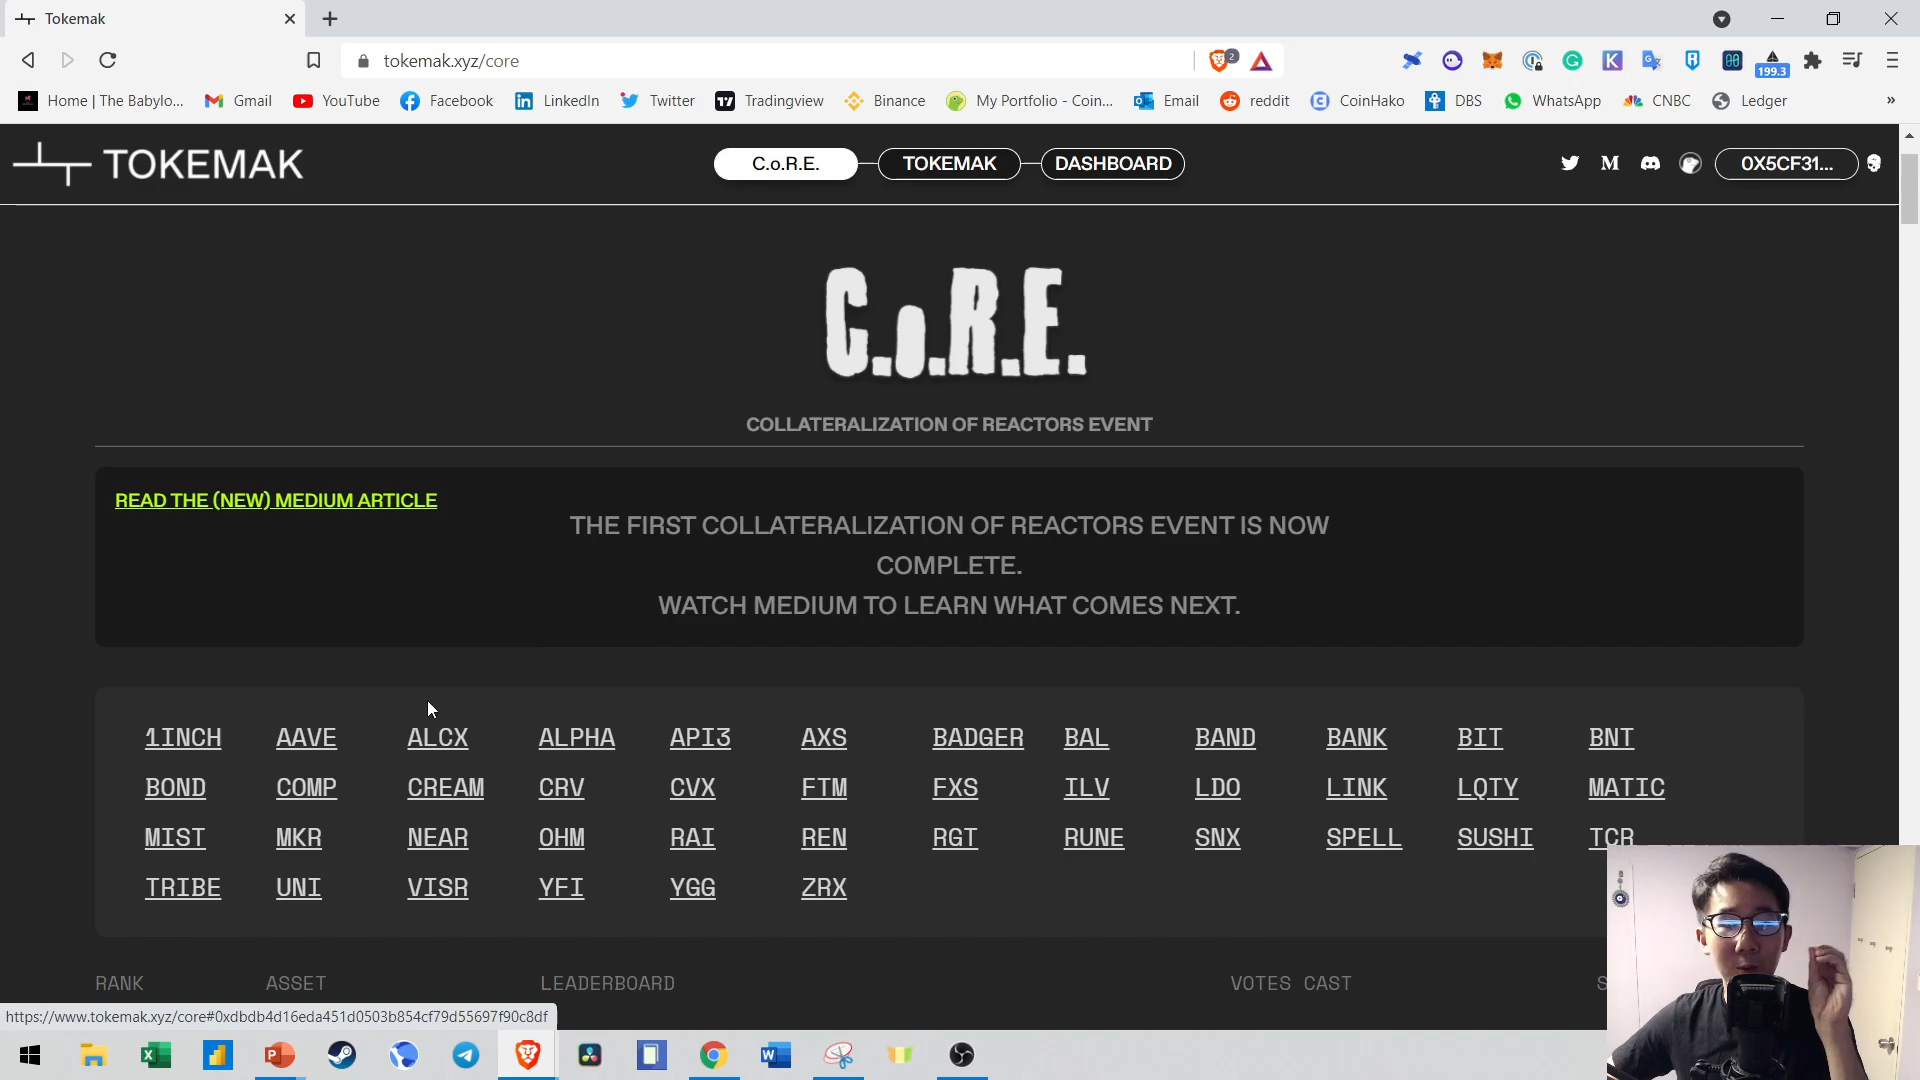 Tokemak
tokemak.xyz/core
2
199.3
Home | The Babylo...
Gmail
YouTube
Facebook
LinkedIn
Twitter
Tradingview
Binance
My Portfolio - Coin...
Email
reddit
CoinHako
DBS
WhatsApp
CNBC
Ledger
»
TOKEMAK
C.o.R.E.
TOKEMAK
DASHBOARD
0X5CF31...
C.o.R.E.
COLLATERALIZATION OF REACTORS EVENT
READ THE (NEW) MEDIUM ARTICLE
THE FIRST COLLATERALIZATION OF REACTORS EVENT IS NOW
COMPLETE.
WATCH MEDIUM TO LEARN WHAT COMES NEXT.
1INCH AAVE ALCX ALPHA API3 AXS BADGER BAL BAND BANK BIT BNT
BOND COMP CREAM CRV CVX FTM FXS ILV LDO LINK LQTY MATIC
MIST MKR NEAR OHM RAI REN RGT RUNE SNX SPELL SUSHI TCR
TRIBE UNI VISR YFI YGG ZRX
RANK ASSET LEADERBOARD VOTES CAST S
https://www.tokemak.xyz/core#0xdbdb4d16eda451d0503b854cf79d55697f90c8df